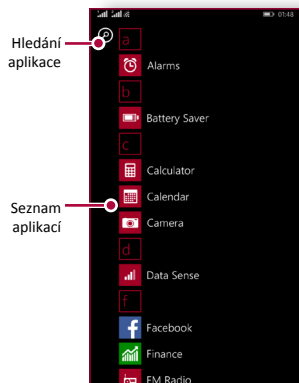 01:48
Hledání
aplikace
a
Alarms
b
Battery Saver
c
Calculator
Calendar
Seznam
aplikací
Camera
d
Data Sense
f
Facebook
Finance
FM Radio